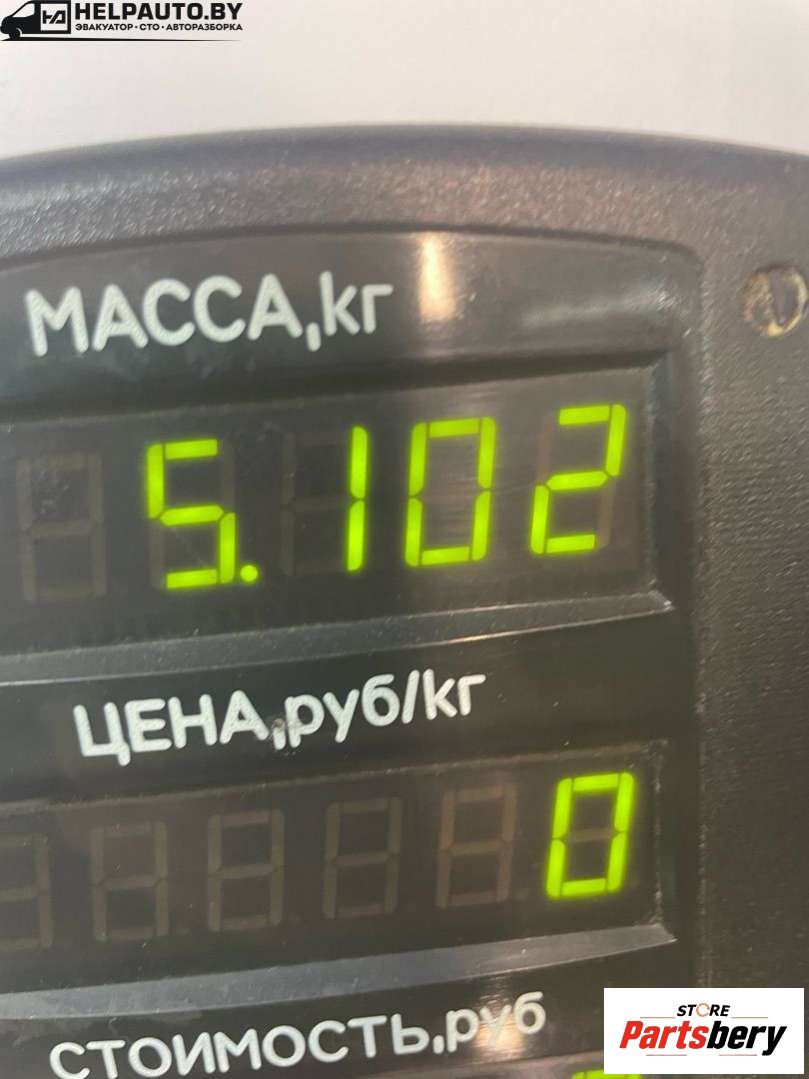 HELPAUTO.BY
ЭВАКУАТОР·СТО·АВТОРАЗБОРКА
МАССА,кг
5.102
ЦЕНА,руб/кг
0
СТОИМОСТЬ,руб
STORE
Partsbery